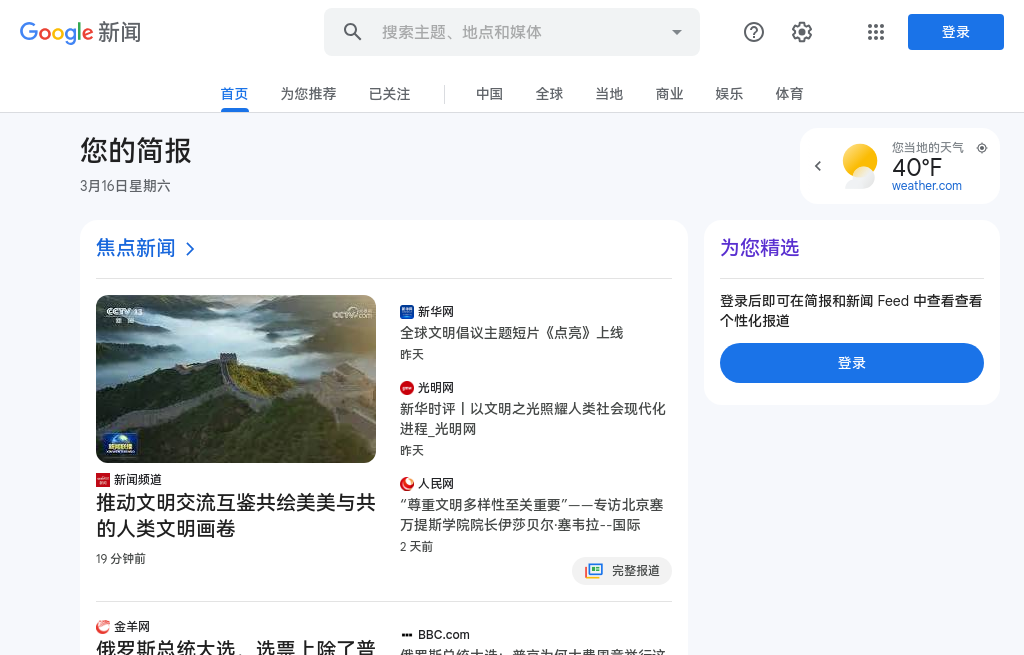 Google 新闻
搜索主题、地点和媒体
登录
首页
为您推荐
已关注
中国
全球
当地
商业
娱乐
体育
您的简报
3月16日星期六
您当地的天气
40°F
weather.com
焦点新闻
为您精选
登录后即可在简报和新闻 Feed 中查看查看
个性化报道
登录
CCTV 13
新闻
CCTV
com
新闻联播
新闻频道
推动文明交流互鉴共绘美美与共
的人类文明画卷
19 分钟前
新华网
全球文明倡议主题短片《点亮》上线
昨天
光明网
新华时评丨以文明之光照耀人类社会现代化
进程_光明网
昨天
人民网
“尊重文明多样性至关重要”——专访北京塞
万提斯学院院长伊莎贝尔·塞韦拉--国际
2 天前
完整报道
金羊网
俄罗斯总统大选，选票上除了普
BBC.com
俄罗斯总统大选：普京为何大费周章举行这